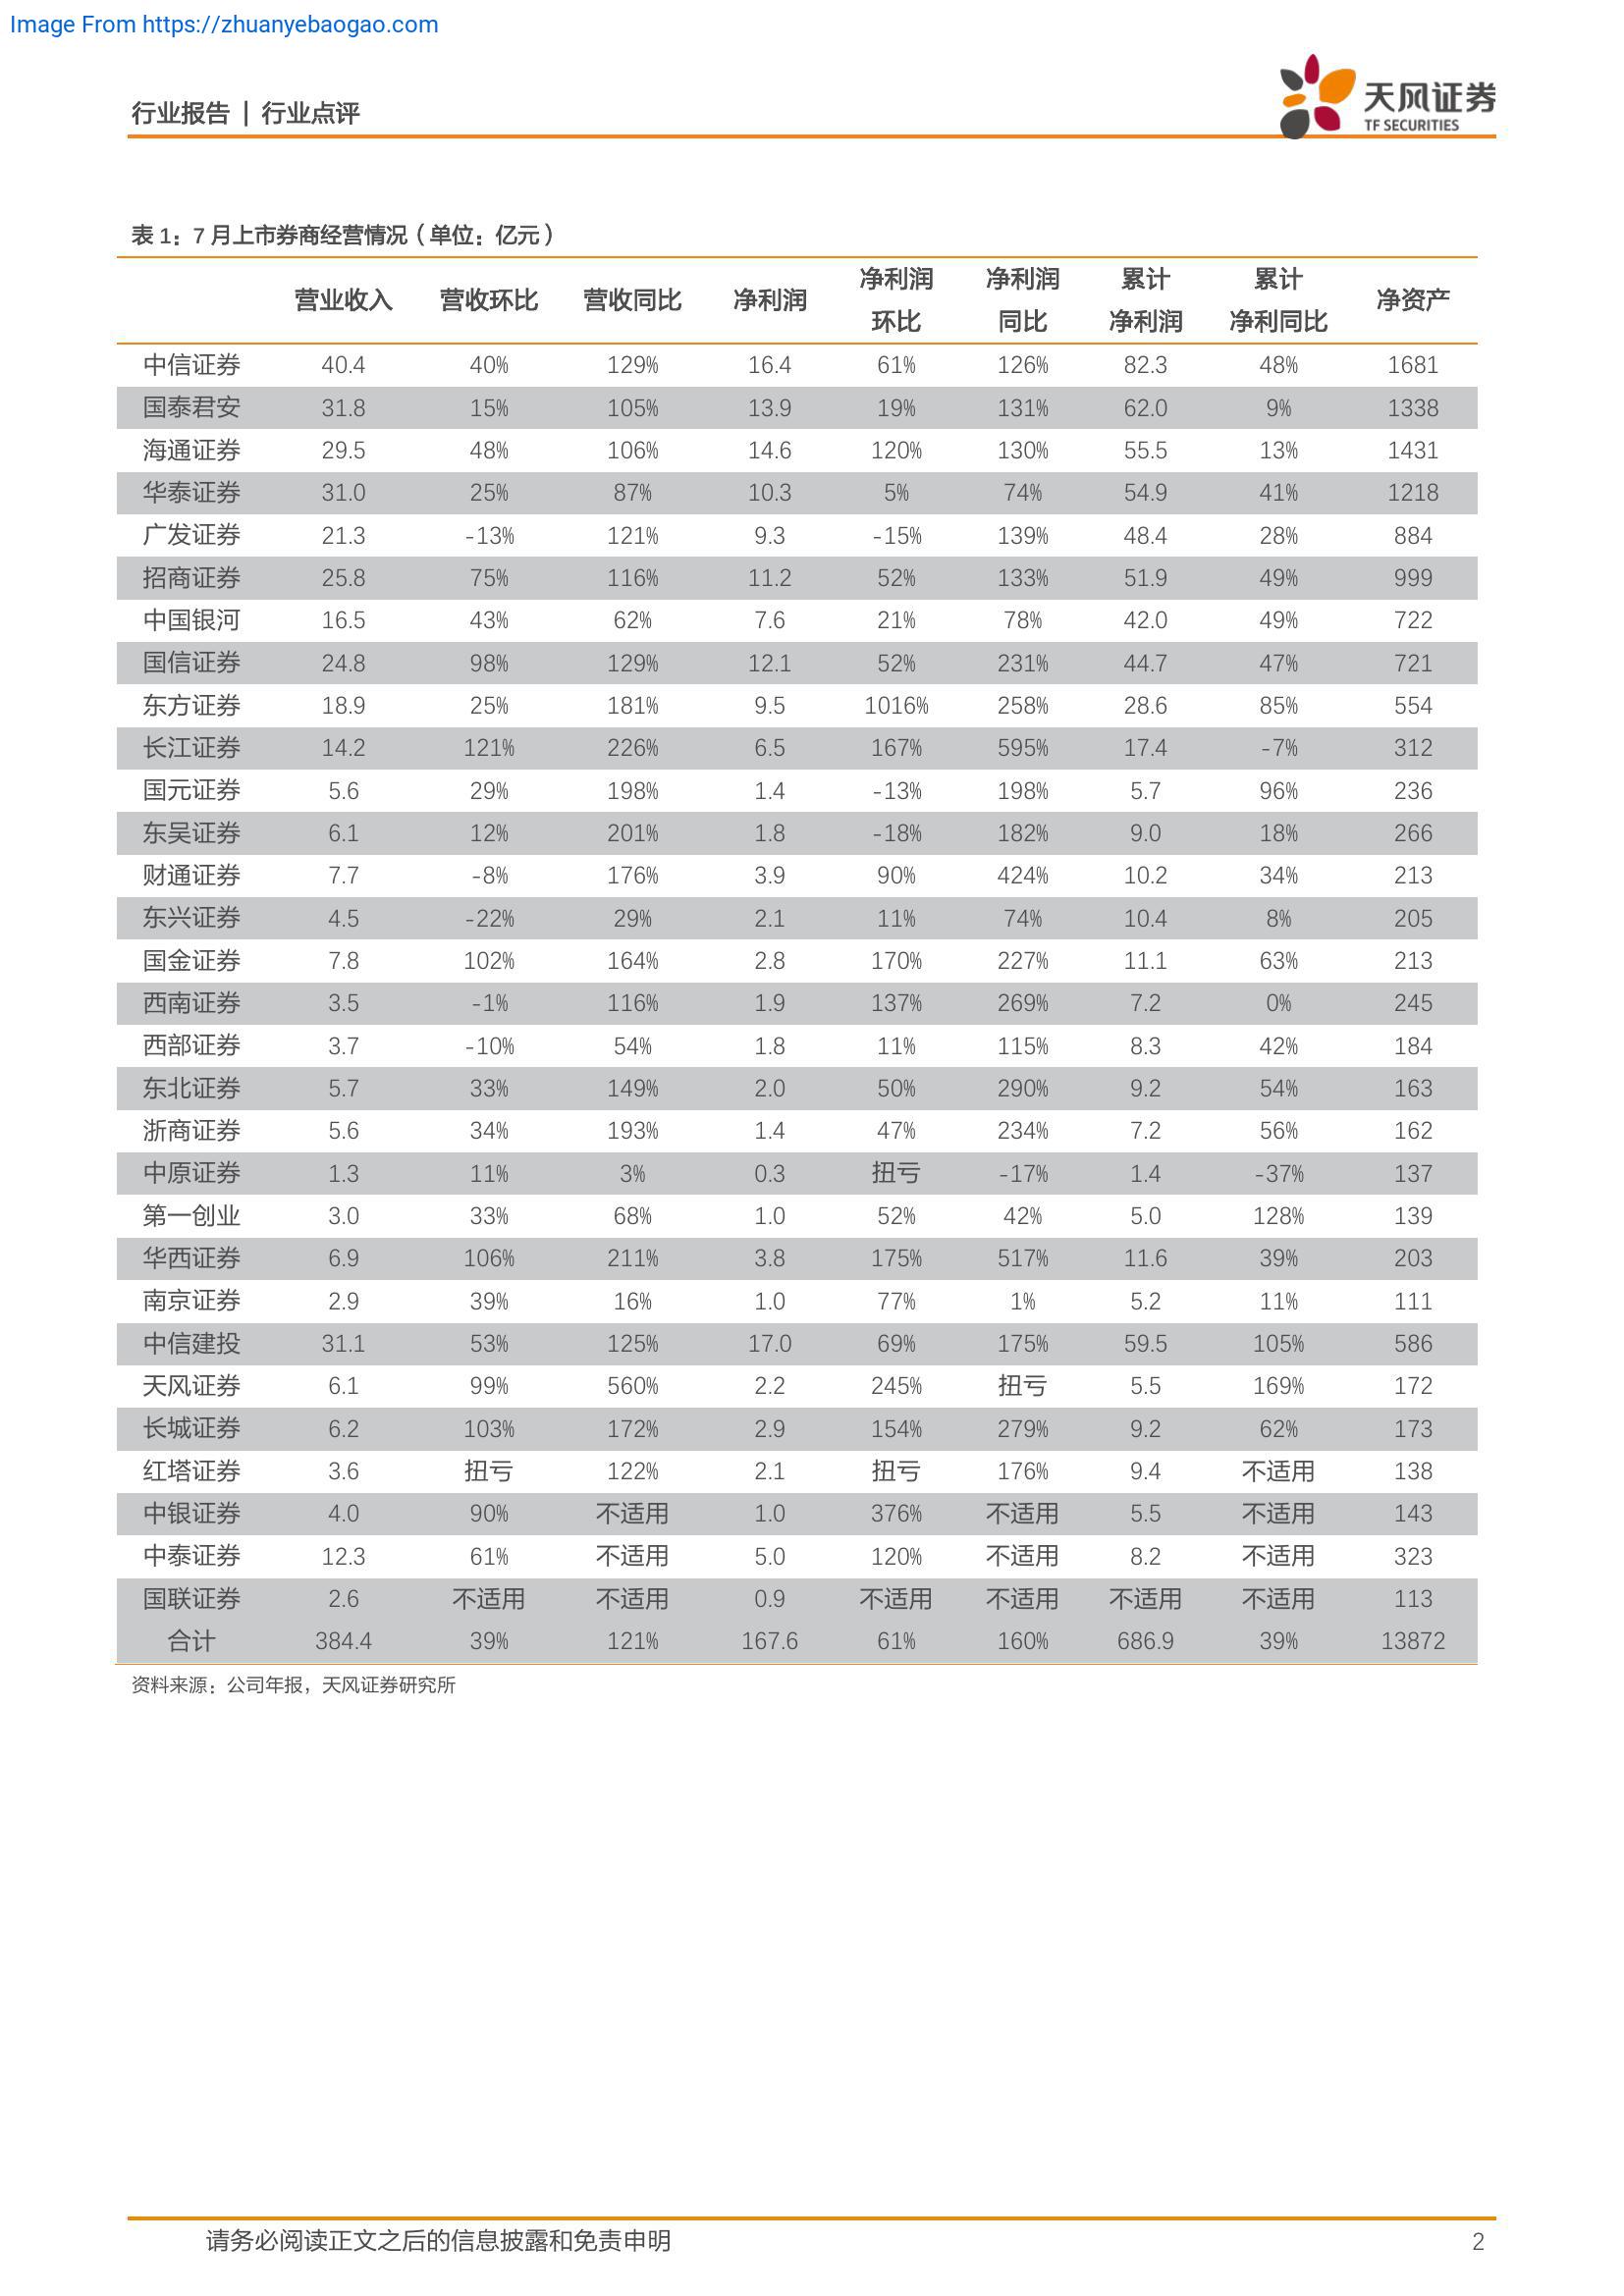 Image From https://zhuanyebaogao.com
行业报告 | 行业点评
天风证券
TF SECURITIES
表 1：7 月上市券商经营情况（单位：亿元）
营业收入 营收环比 营收同比 净利润 净利润环比 净利润同比 累计净利润 累计净利同比 净资产
中信证券 40.4 40% 129% 16.4 61% 126% 82.3 48% 1681
国泰君安 31.8 15% 105% 13.9 19% 131% 62.0 9% 1338
海通证券 29.5 48% 106% 14.6 120% 130% 55.5 13% 1431
华泰证券 31.0 25% 87% 10.3 5% 74% 54.9 41% 1218
广发证券 21.3 -13% 121% 9.3 -15% 139% 48.4 28% 884
招商证券 25.8 75% 116% 11.2 52% 133% 51.9 49% 999
中国银河 16.5 43% 62% 7.6 21% 78% 42.0 49% 722
国信证券 24.8 98% 129% 12.1 52% 231% 44.7 47% 721
东方证券 18.9 25% 181% 9.5 1016% 258% 28.6 85% 554
长江证券 14.2 121% 226% 6.5 167% 595% 17.4 -7% 312
国元证券 5.6 29% 198% 1.4 -13% 198% 5.7 96% 236
东吴证券 6.1 12% 201% 1.8 -18% 182% 9.0 18% 266
财通证券 7.7 -8% 176% 3.9 90% 424% 10.2 34% 213
东兴证券 4.5 -22% 29% 2.1 11% 74% 10.4 8% 205
国金证券 7.8 102% 164% 2.8 170% 227% 11.1 63% 213
西南证券 3.5 -1% 116% 1.9 137% 269% 7.2 0% 245
西部证券 3.7 -10% 54% 1.8 11% 115% 8.3 42% 184
东北证券 5.7 33% 149% 2.0 50% 290% 9.2 54% 163
浙商证券 5.6 34% 193% 1.4 47% 234% 7.2 56% 162
中原证券 1.3 11% 3% 0.3 扭亏 -17% 1.4 -37% 137
第一创业 3.0 33% 68% 1.0 52% 42% 5.0 128% 139
华西证券 6.9 106% 211% 3.8 175% 517% 11.6 39% 203
南京证券 2.9 39% 16% 1.0 77% 1% 5.2 11% 111
中信建投 31.1 53% 125% 17.0 69% 175% 59.5 105% 586
天风证券 6.1 99% 560% 2.2 245% 扭亏 5.5 169% 172
长城证券 6.2 103% 172% 2.9 154% 279% 9.2 62% 173
红塔证券 3.6 扭亏 122% 2.1 扭亏 176% 9.4 不适用 138
中银证券 4.0 90% 不适用 1.0 376% 不适用 5.5 不适用 143
中泰证券 12.3 61% 不适用 5.0 120% 不适用 8.2 不适用 323
国联证券 2.6 不适用 不适用 0.9 不适用 不适用 不适用 不适用 113
合计 384.4 39% 121% 167.6 61% 160% 686.9 39% 13872
资料来源：公司年报，天风证券研究所
请务必阅读正文之后的信息披露和免责申明 2